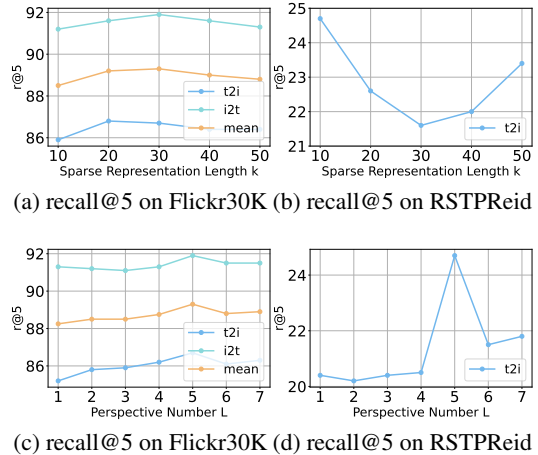 92
90
88
86
r@5
t2i
i2t
mean
10 20 30 40 50
Sparse Representation Length k
25
24
23
22
21
r@5
t2i
10 20 30 40 50
Sparse Representation Length k
(a) recall@5 on Flickr30K (b) recall@5 on RSTPReid
92
90
88
86
r@5
t2i
i2t
mean
1 2 3 4 5 6 7
Perspective Number L
24
22
20
r@5
t2i
1 2 3 4 5 6 7
Perspective Number L
(c) recall@5 on Flickr30K (d) recall@5 on RSTPReid